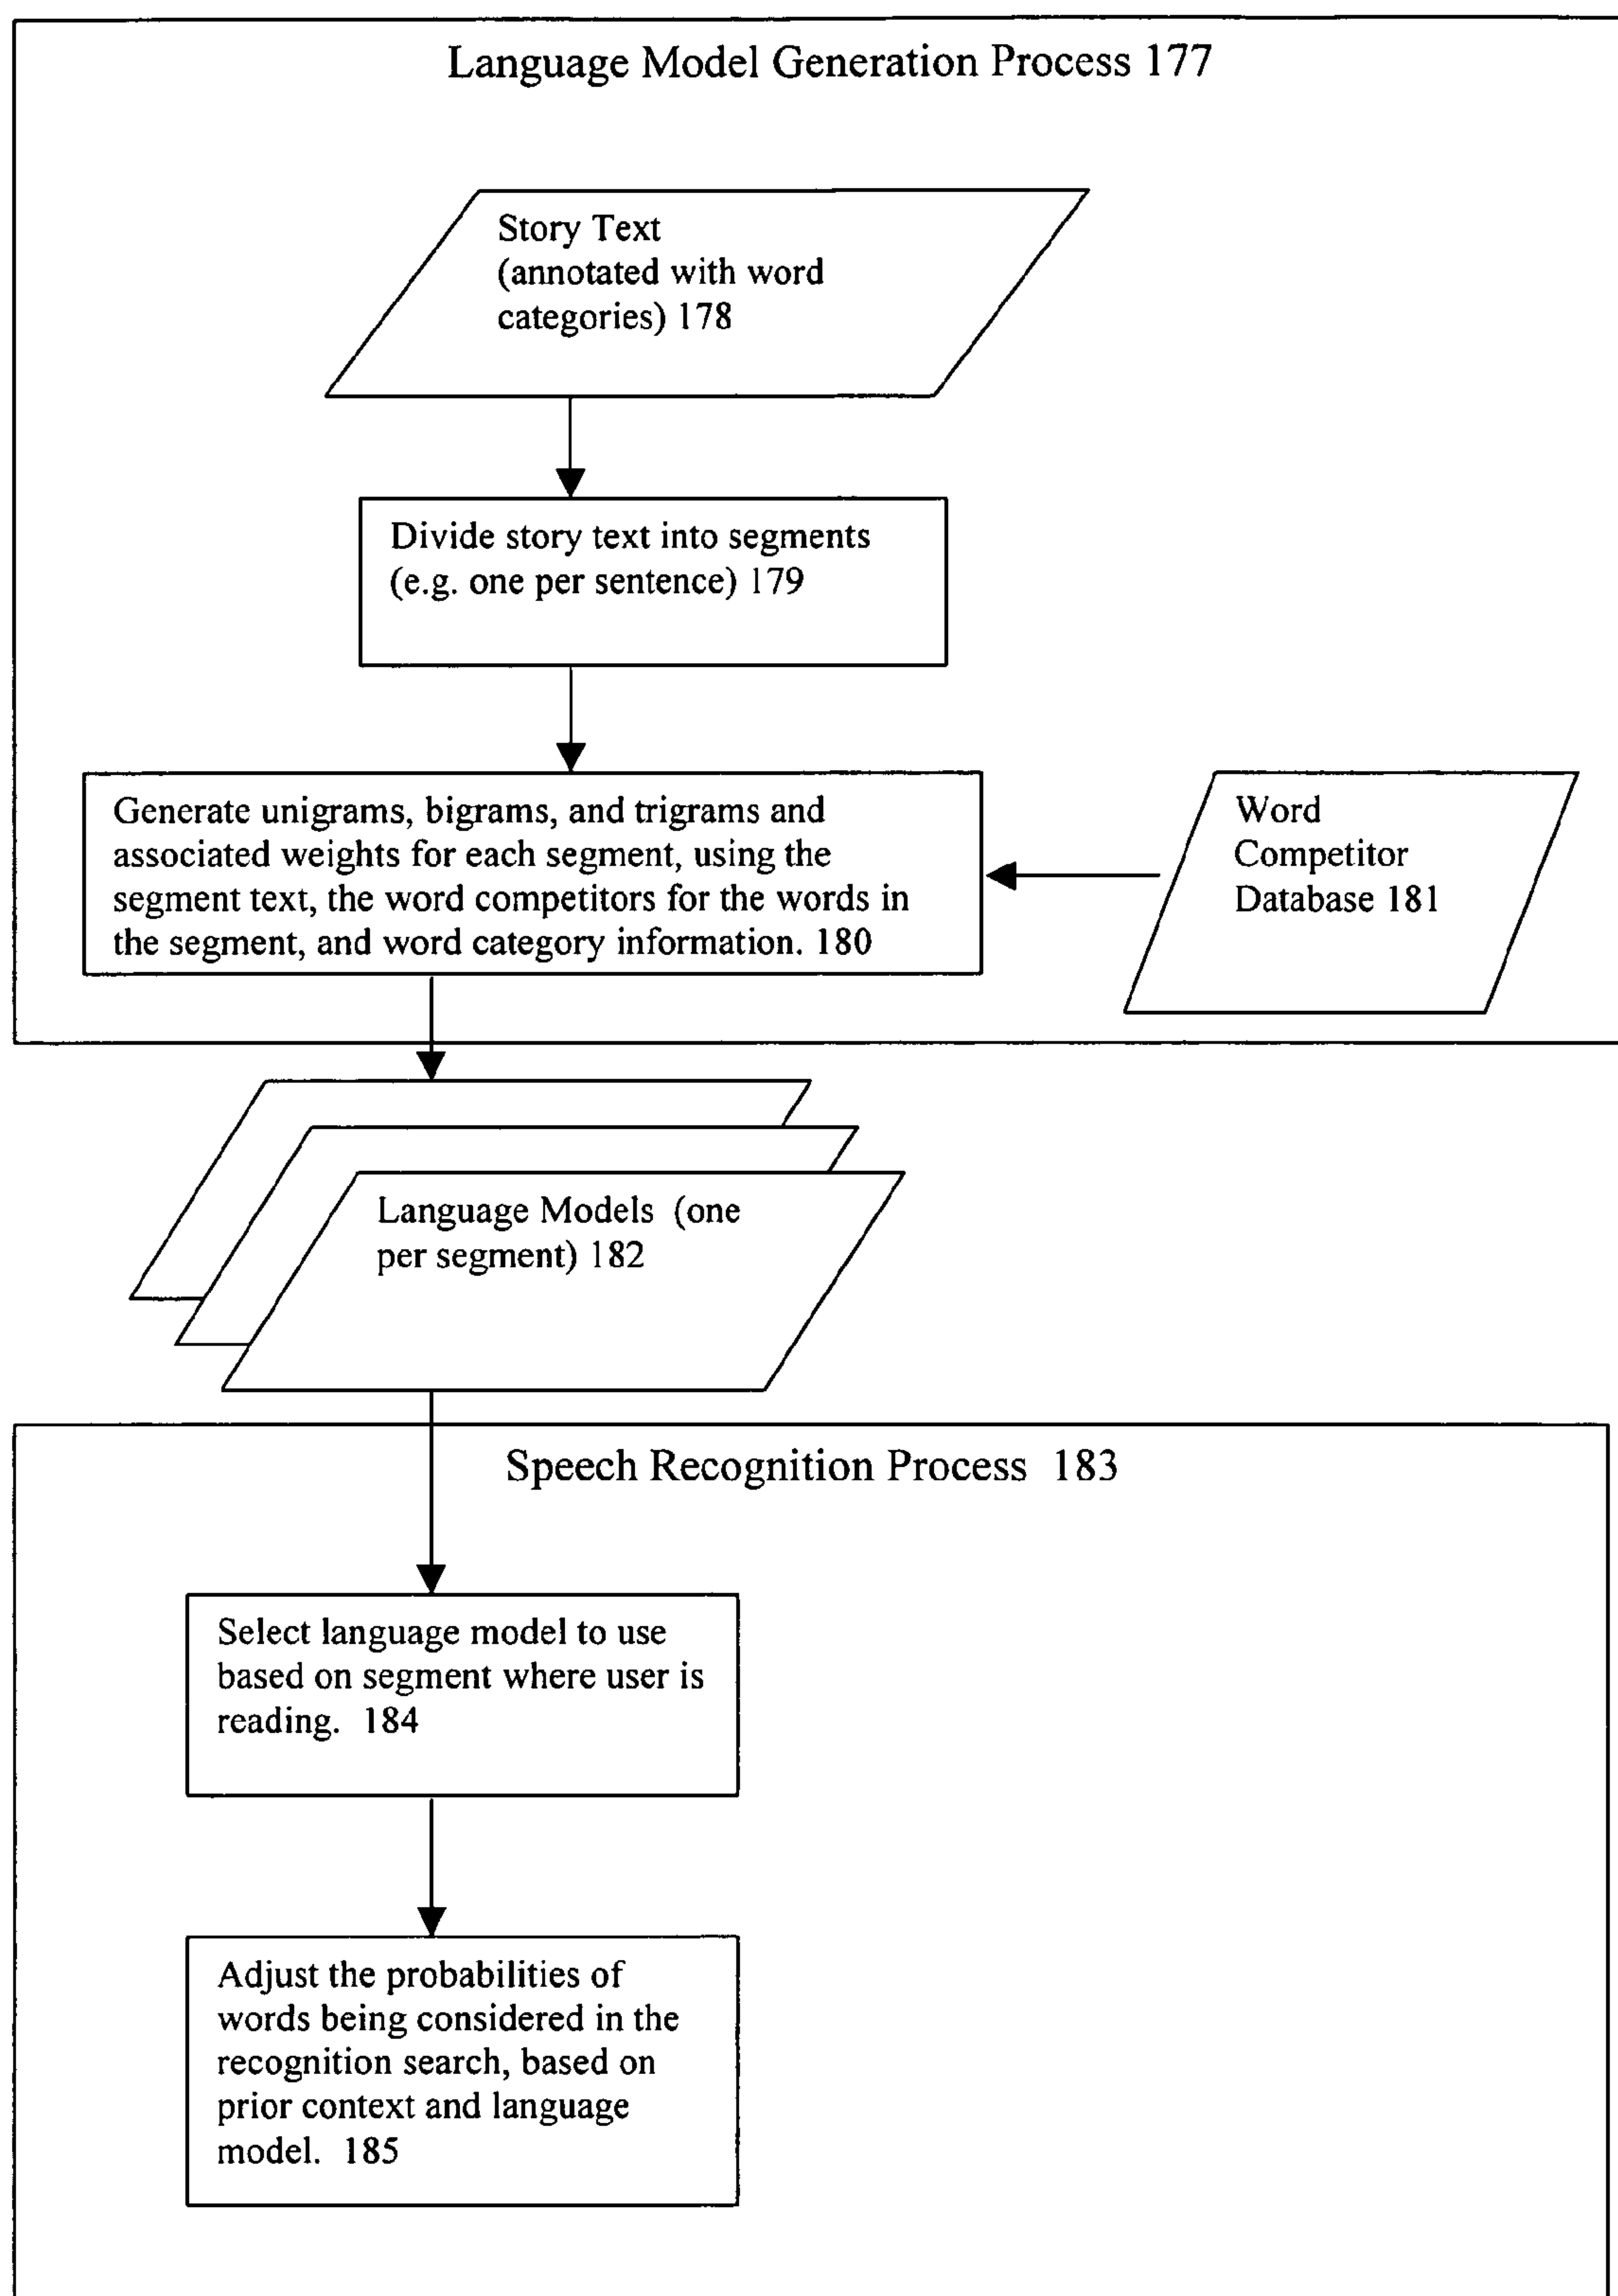 Language Model Generation Process 177
Story Text
(annotated with word
categories) 178
Divide story text into segments
(e.g. one per sentence) 179
Generate unigrams, bigrams, and trigrams and
associated weights for each segment, using the
segment text, the word competitors for the words in
the segment, and word category information. 180
Word
Competitor
Database 181
Language Models (one
per segment) 182
Speech Recognition Process 183
Select language model to use
based on segment where user is
reading. 184
Adjust the probabilities of
words being considered in the
recognition search, based on
prior context and language
model. 185